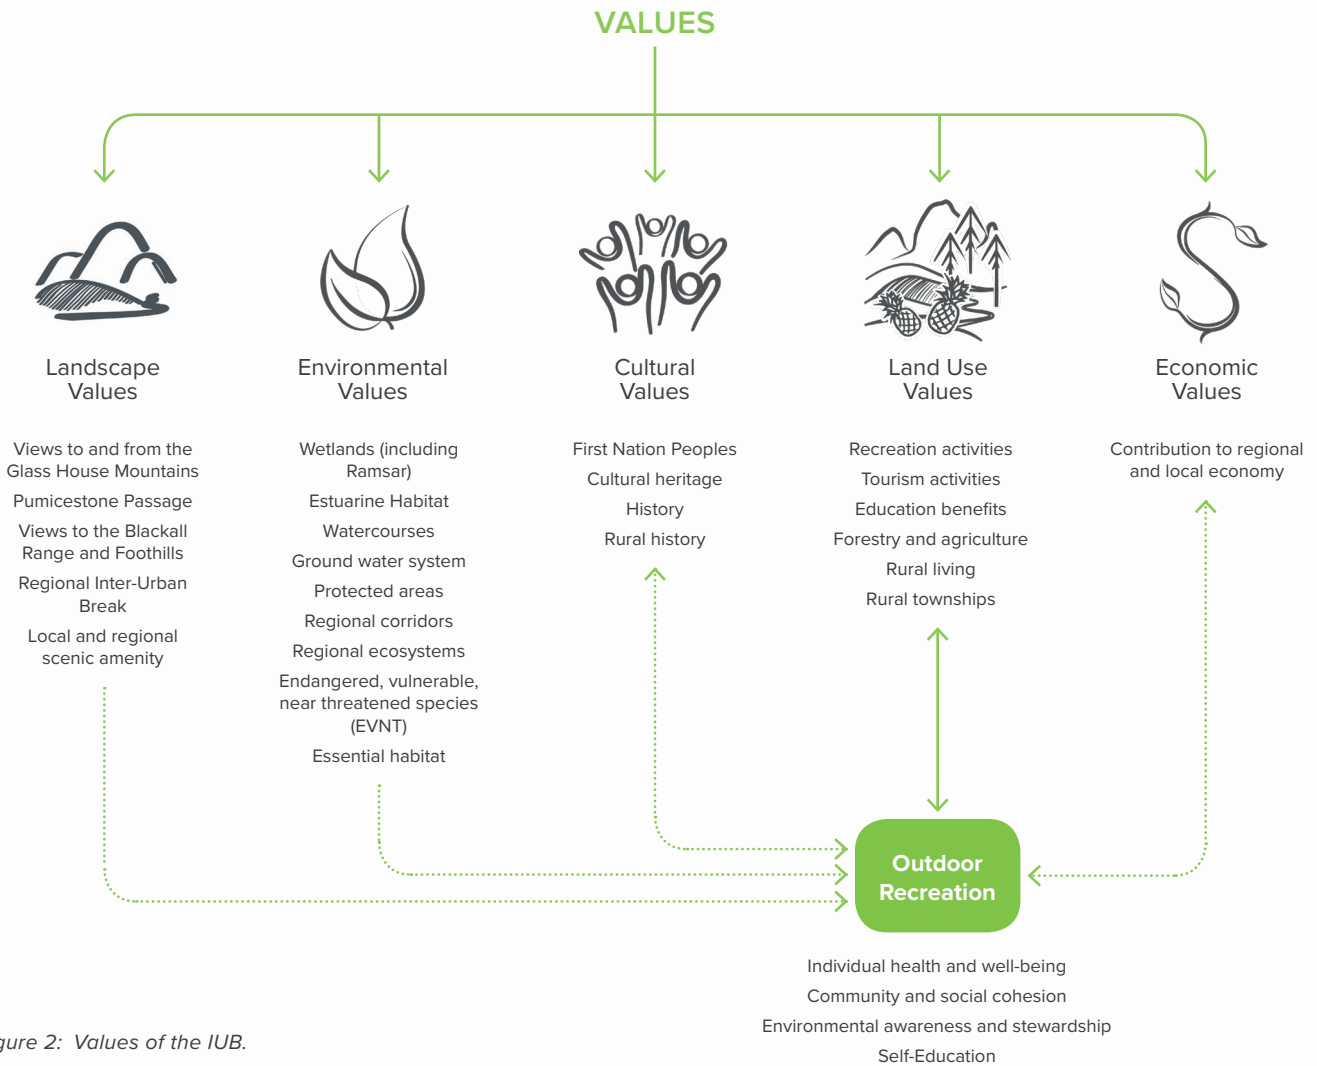 VALUES
Landscape
Values
Views to and from the
Glass House Mountains
Pumicestone Passage
Views to the Blackall
Range and Foothills
Regional Inter-Urban
Break
Local and regional
scenic amenity
Environmental
Values
Wetlands (including
Ramsar)
Estuarine Habitat
Watercourses
Ground water system
Protected areas
Regional corridors
Regional ecosystems
Endangered, vulnerable,
near threatened species
(EVNT)
Essential habitat
Cultural
Values
First Nation Peoples
Cultural heritage
History
Rural history
Land Use
Values
Recreation activities
Tourism activities
Education benefits
Forestry and agriculture
Rural living
Rural townships
Economic
Values
Contribution to regional
and local economy
Outdoor
Recreation
Individual health and well-being
Community and social cohesion
Environmental awareness and stewardship
Self-Education
gure 2: Values of the IUB.